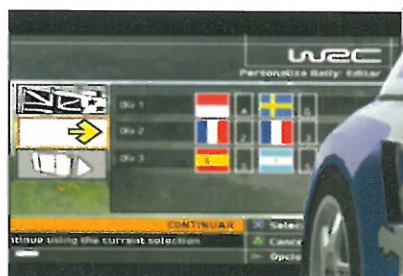 WRC
Personaliza Rally: Editar
Día 1
Día 2
Día 3
CONTINUAR
Selec
ntinue using the current selection
Cance
Opcio